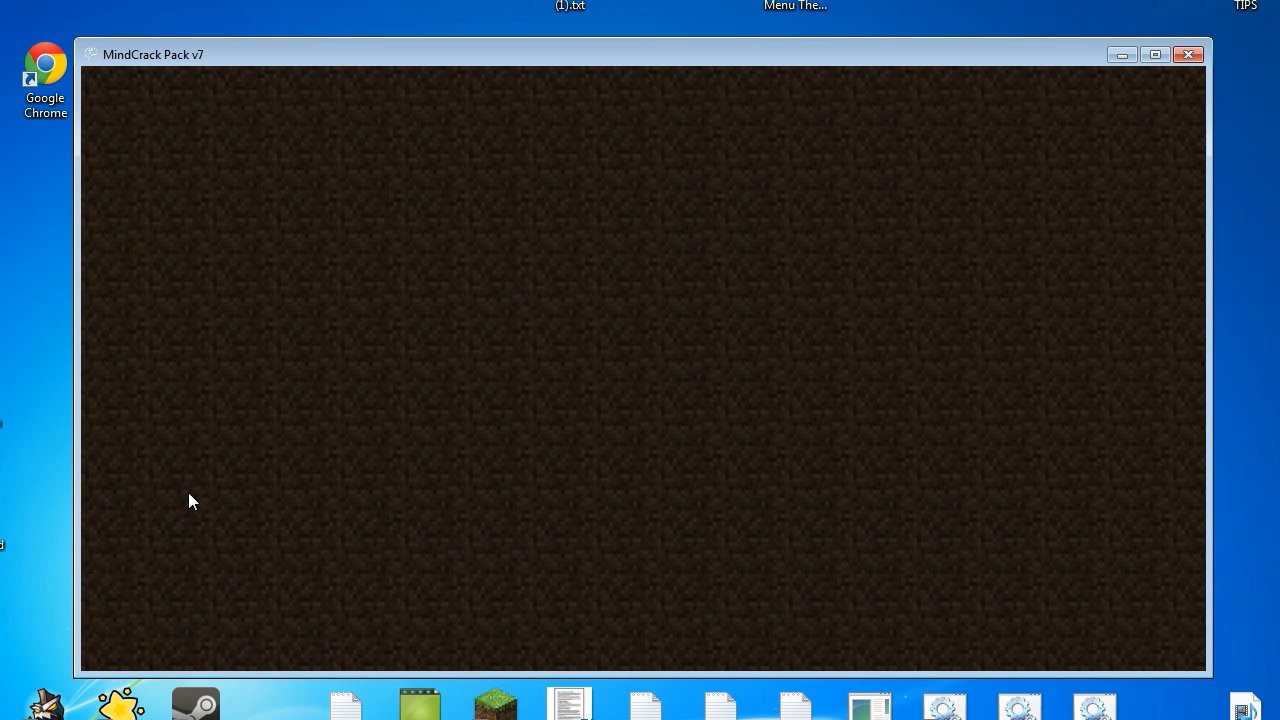 (1).txt
Menu The...
TIPS
MindCrack Pack v7
Google
Chrome
d